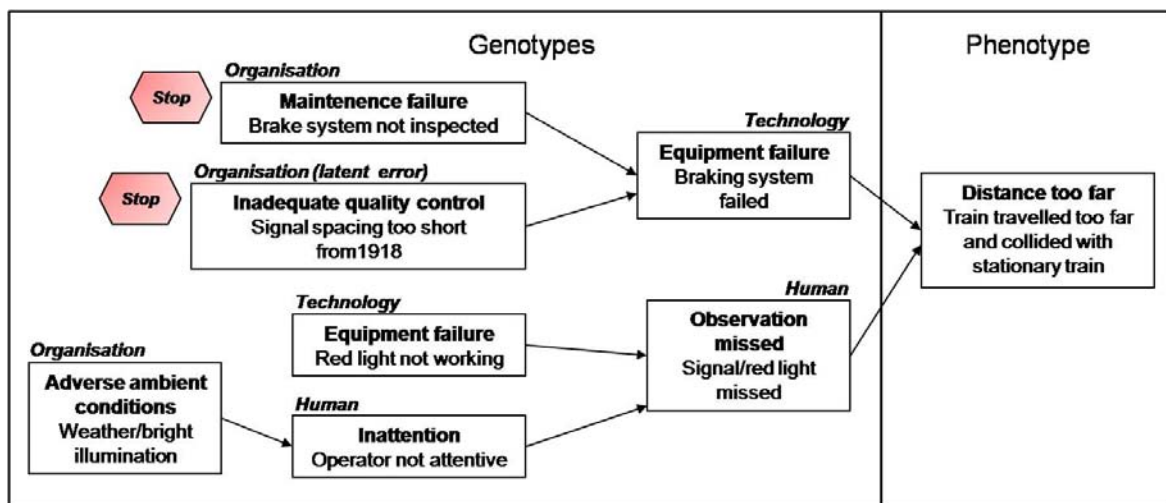 Genotypes
Phenotype
Organisation
Stop
Maintenence failure
Brake system not inspected
Organisation (latent error)
Stop
Inadequate quality control
Signal spacing too short
from1918
Technology
Equipment failure
Braking system
failed
Distance too far
Train travelled too far
and collided with
stationary train
Technology
Equipment failure
Red light not working
Human
Observation
missed
Signal/red light
missed
Organisation
Adverse ambient
conditions
Weather/bright
illumination
Human
Inattention
Operator not attentive